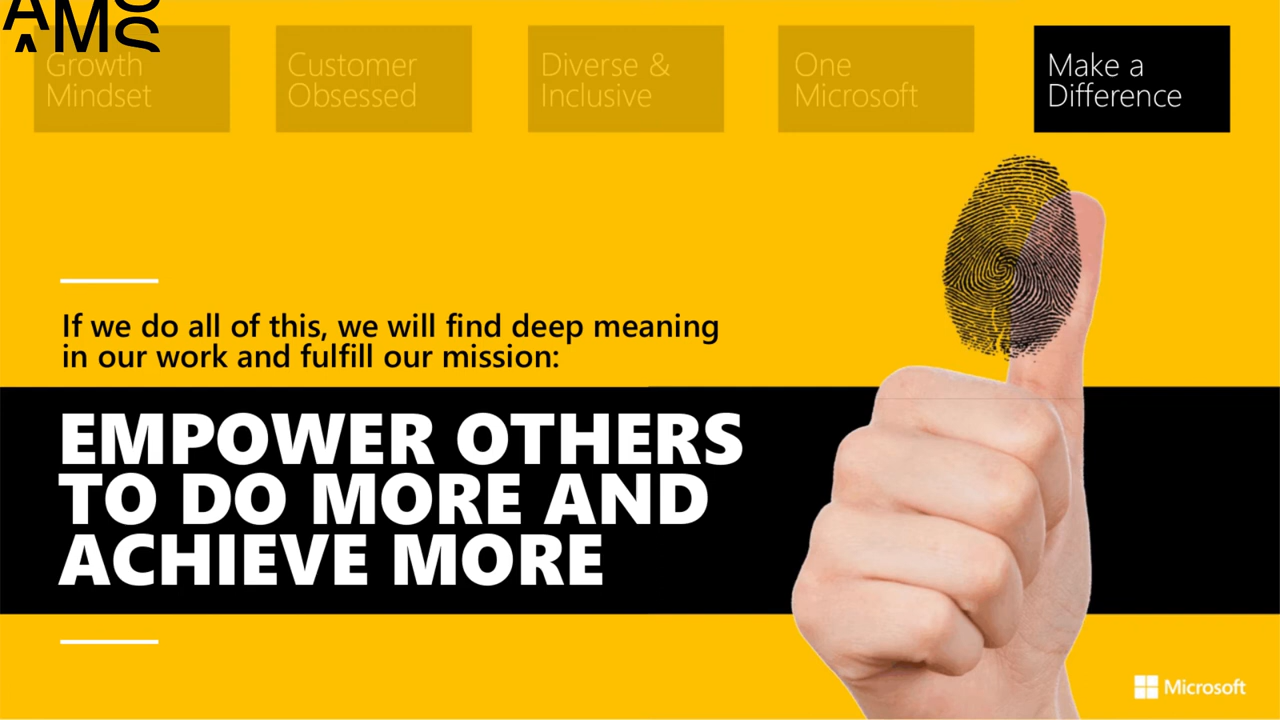 AMS
Growth
Mindset
Customer
Obsessed
Diverse &
Inclusive
One
Microsoft
Make a
Difference
If we do all of this, we will find deep meaning
in our work and fulfill our mission:
EMPOWER OTHERS
TO DO MORE AND
ACHIEVE MORE
Microsoft